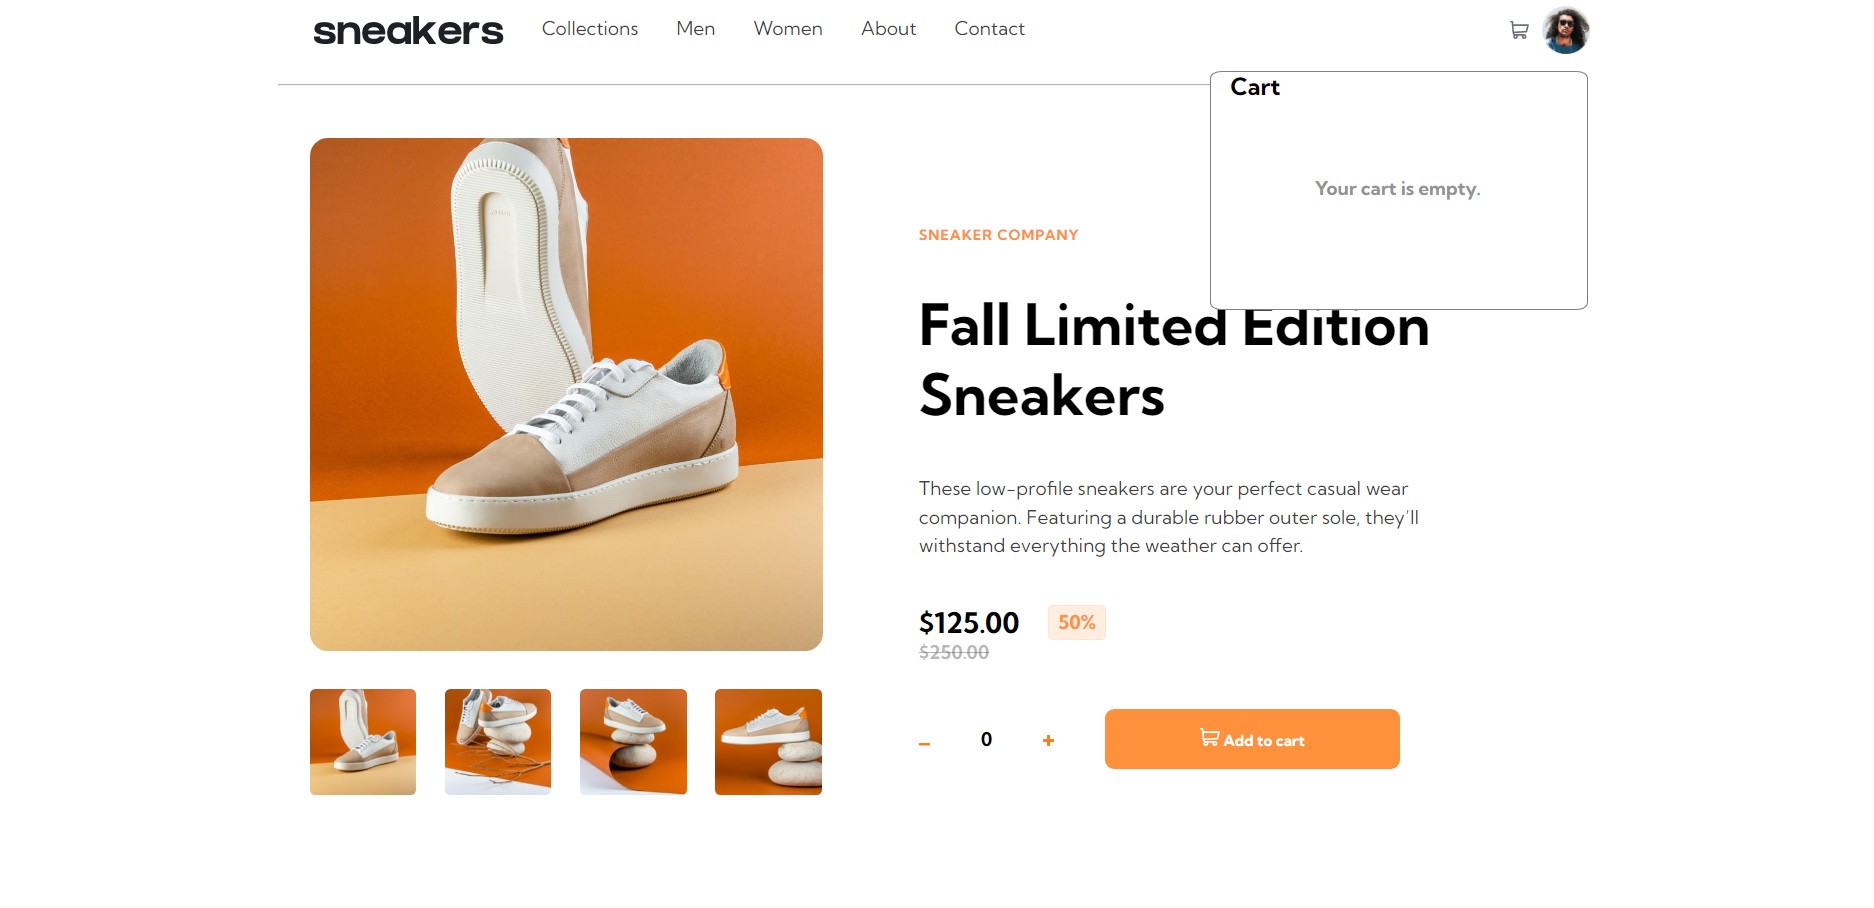 sneakers
Collections
Men
Women
About
Contact
Cart
Your cart is empty.
SNEAKER COMPANY
Fall Limited Edition
Sneakers
These low-profile sneakers are your perfect casual wear
companion. Featuring a durable rubber outer sole, they’ll
withstand everything the weather can offer.
$125.00
50%
$250.00
–
0
+
Add to cart